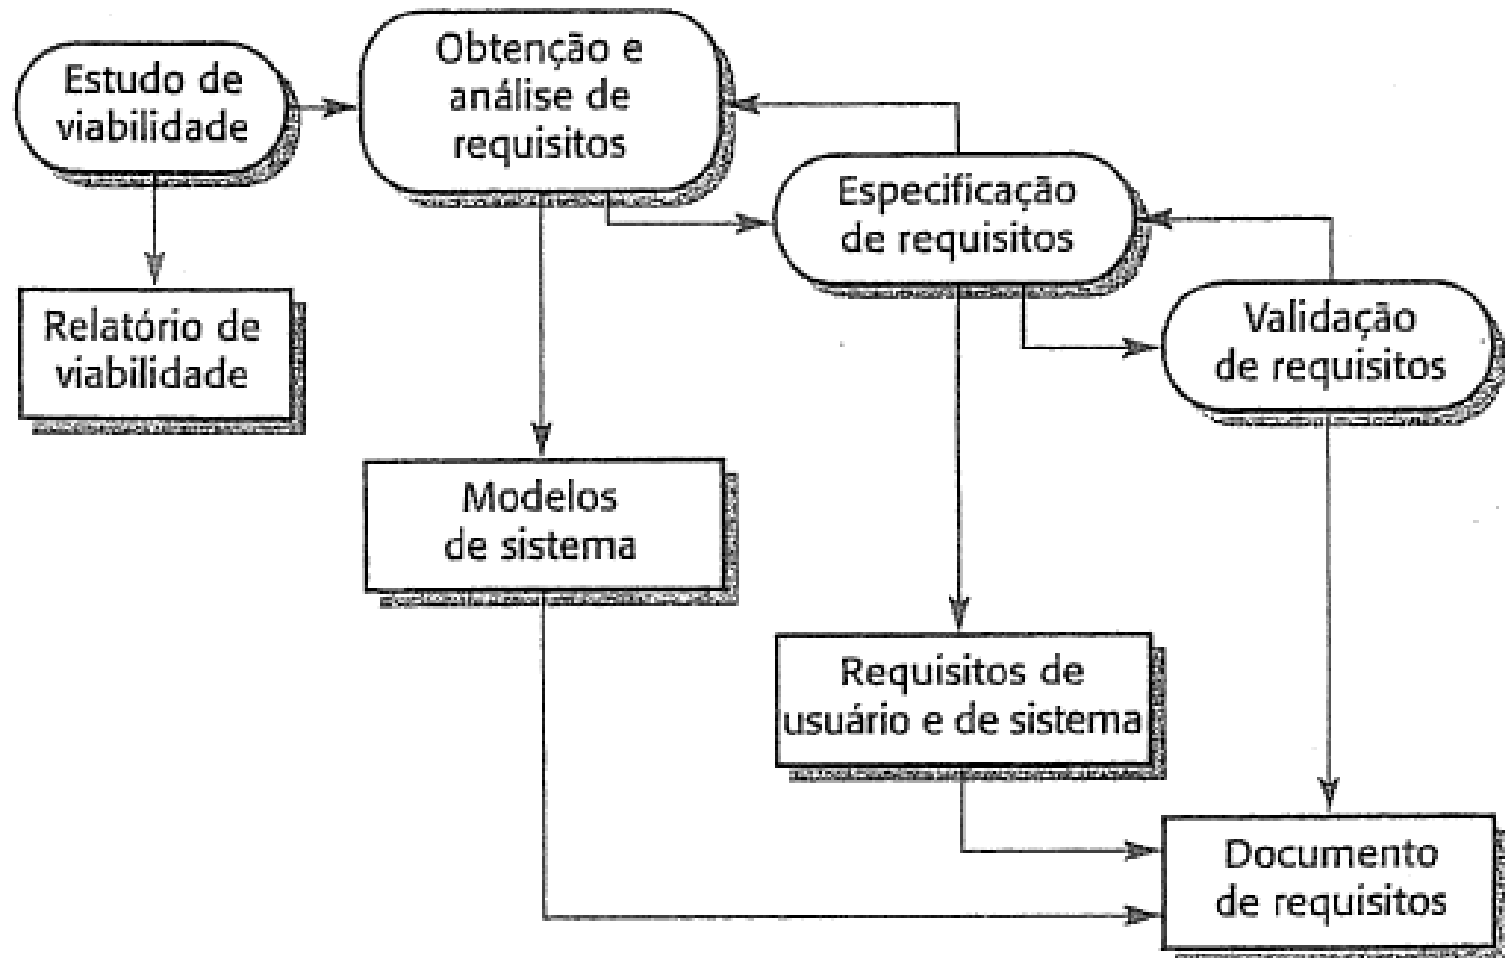 Estudo de
viabilidade
Obtenção e
análise de
requisitos
Especificação
de requisitos
Validação
de requisitos
Relatório de
viabilidade
Modelos
de sistema
Requisitos de
usuário e de sistema
Documento
de requisitos